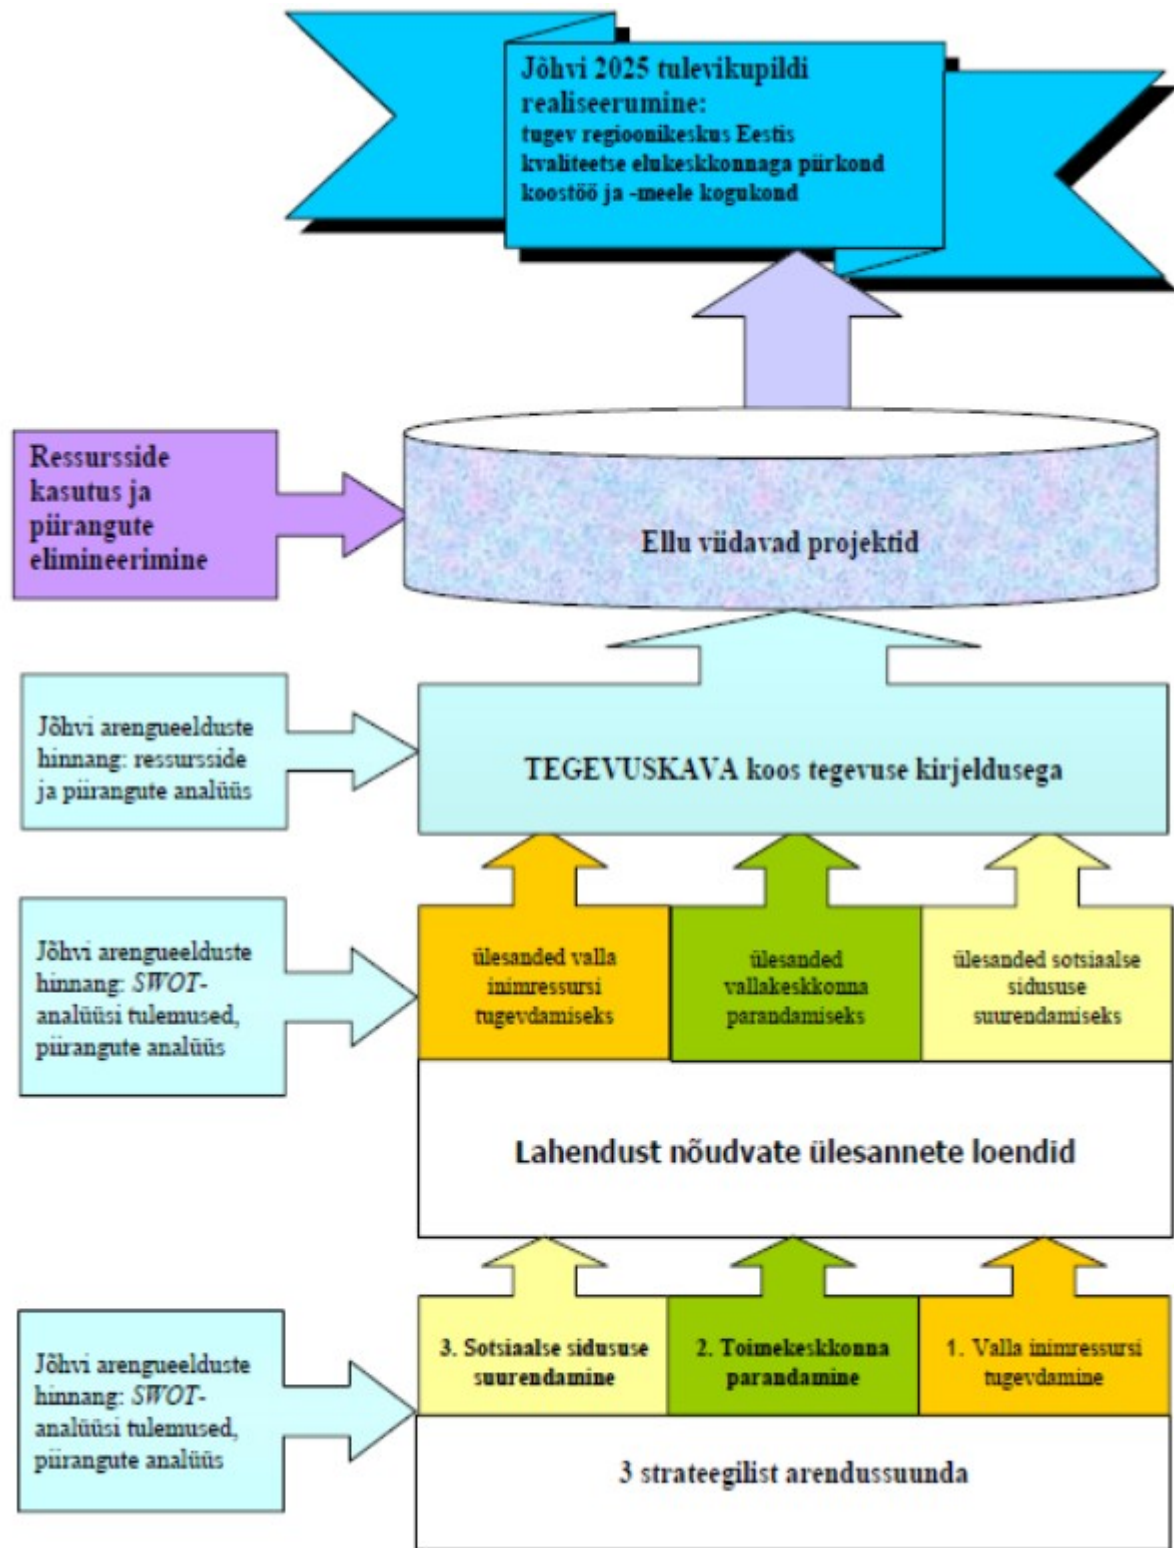 Jõhvi 2025 tulevikupildi
realiseerumine:
tugev regioonikeskus Eestis
kvaliteetse elukeskkonnaga piirkond
koostöö ja -meele kogukond
Ressursside
kasutus ja
piirangute
elimineerimine
Ellu viidavad projektid
Jõhvi arengueelduste
hinnang: ressursside
ja piirangute analüüs
TEGEVUSKAVA koos tegevuse kirjeldusega
Jõhvi arengueelduste
hinnang: SWOT-
analüüsi tulemused,
piirangute analüüs
ülesanded valla
inimressursi
tugevdamiseks
ülesanded
vallakeskkonna
parandamiseks
ülesanded sotsiaalse
sidususe
suurendamiseks
Lahendust nõudvate ülesannete loendid
Jõhvi arengueelduste
hinnang: SWOT-
analüüsi tulemused,
piirangute analüüs
3. Sotsiaalse sidususe
suurendamine
2. Toimekeskkonna
parandamine
1. Valla inimressursi
tugevdamine
3 strateegilist arendussuunda